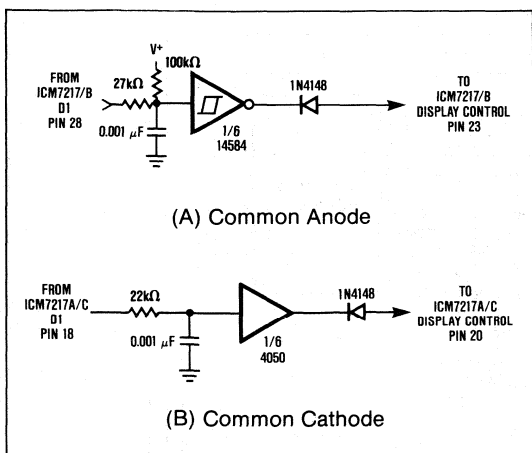 V+
100kΩ
FROM
ICM7217/B
D1
PIN 28
27kΩ
0.001 µF
1/6
14584
1N4148
TO
ICM7217/B
DISPLAY CONTROL
PIN 23
(A) Common Anode
FROM
ICM7217A/C
D1
PIN 18
22kΩ
0.001 µF
1/6
4050
1N4148
TO
ICM7217A/C
DISPLAY CONTROL
PIN 20
(B) Common Cathode